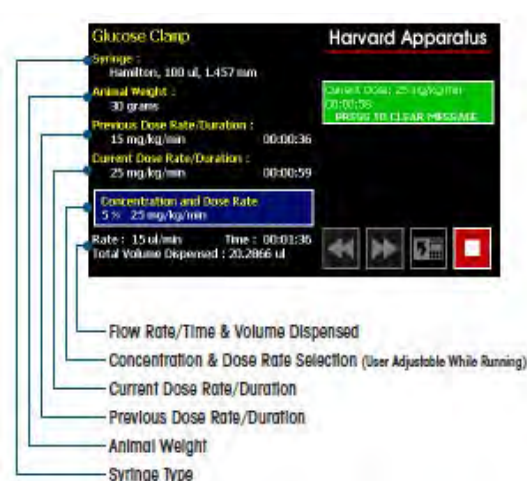 Glucose Clamp
Harvard Apparatus
Syringe :
Hamilton, 100 ul, 1.457 mm
Animal Weight :
30 grams
Previous Dose Rate/Duration :
15 mg/kg/min 00:00:36
Current Dose Rate/Duration :
25 mg/kg/min 00:00:59
Concentration and Dose Rate
5 % 25 mg/kg/min
Rate : 15 ul/min Time : 00:01:36
Total Volume Dispensed : 20.2866 ul
Current Dose: 25 mg/kg/min
00:00:58
PRESS TO CLEAR MESSAGE
Flow Rate/Time & Volume Dispensed
Concentration & Dose Rate Selection (User Adjustable While Running)
Current Dose Rate/Duration
Previous Dose Rate/Duration
Animal Weight
Syringe Type